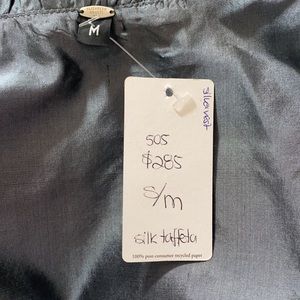 M
silk vest
505
$285
S/m
silk taffeta
100% post-consumer recycled paper